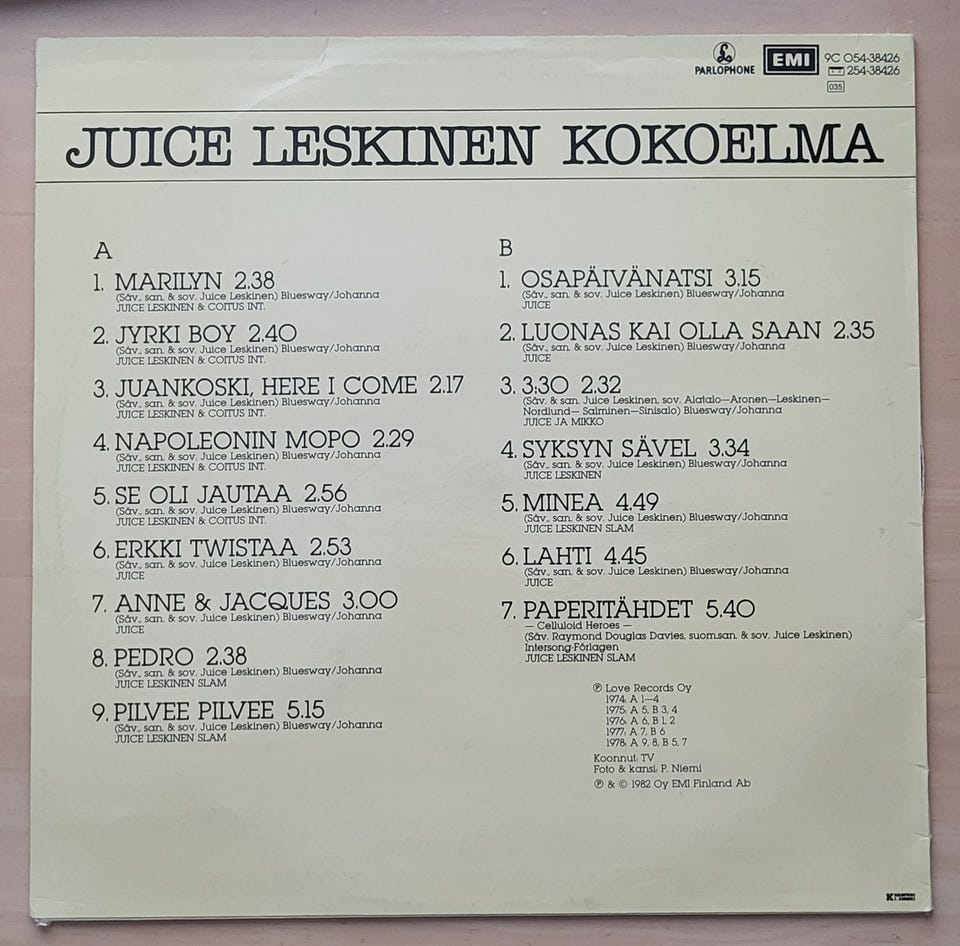 PARLOPHONE
EMI
9C 054-38426
254-38426
035
JUICE LESKINEN KOKOELMA
A
1. MARILYN 2.38
(Säv., san. & sov. Juice Leskinen) Bluesway/Johanna
JUICE LESKINEN & COITUS INT.
2. JYRKI BOY 2.40
(Säv., san. & sov. Juice Leskinen) Bluesway/Johanna
JUICE LESKINEN & COITUS INT.
3. JUANKOSKI, HERE I COME 2.17
(Säv., san. & sov. Juice Leskinen) Bluesway/Johanna
JUICE LESKINEN & COITUS INT.
4. NAPOLEONIN MOPO 2.29
(Säv., san. & sov. Juice Leskinen) Bluesway/Johanna
JUICE LESKINEN & COITUS INT.
5. SE OLI JAUTAA 2.56
(Säv., san. & sov. Juice Leskinen) Bluesway/Johanna
JUICE LESKINEN & COITUS INT.
6. ERKKI TWISTAA 2.53
(Säv., san. & sov. Juice Leskinen) Bluesway/Johanna
JUICE
7. ANNE & JACQUES 3.00
(Säv., san. & sov. Juice Leskinen) Bluesway/Johanna
JUICE
8. PEDRO 2.38
(Säv., san. & sov. Juice Leskinen) Bluesway/Johanna
JUICE LESKINEN SLAM
9. PILVEE PILVEE 5.15
(Säv., san. & sov. Juice Leskinen) Bluesway/Johanna
JUICE LESKINEN SLAM
B
1. OSAPÄIVÄNATSI 3.15
(Säv., san. & sov. Juice Leskinen) Bluesway/Johanna
JUICE
2. LUONAS KAI OLLA SAAN 2.35
(Säv., san. & sov. Juice Leskinen) Bluesway/Johanna
JUICE
3. 3:30 2.32
(Säv. & san. Juice Leskinen, sov. Alatalo—Aronen—Leskinen—
Nordlund—Salminen—Sinisalo) Bluesway/Johanna
JUICE JA MIKKO
4. SYKSYN SÄVEL 3.34
(Säv., san. & sov. Juice Leskinen) Bluesway/Johanna
JUICE LESKINEN
5. MINEA 4.49
(Säv., san. & sov. Juice Leskinen) Bluesway/Johanna
JUICE LESKINEN SLAM
6. LAHTI 4.45
(Säv., san. & sov. Juice Leskinen) Bluesway/Johanna
JUICE
7. PAPERITÄHDET 5.40
— Celluloid Heroes —
(Säv. Raymond Douglas Davies, suom.san. & sov. Juice Leskinen)
Intersong-Förlagen
JUICE LESKINEN SLAM
℗ Love Records Oy
1974: A 1—4
1975: A 5, B 3, 4
1976: A 6, B 1, 2
1977: A 7, B 6
1978: A 9, 8, B 5, 7
Koonnut: TV
Foto & kansi: P. Niemi
℗ & © 1982 Oy EMI Finland Ab